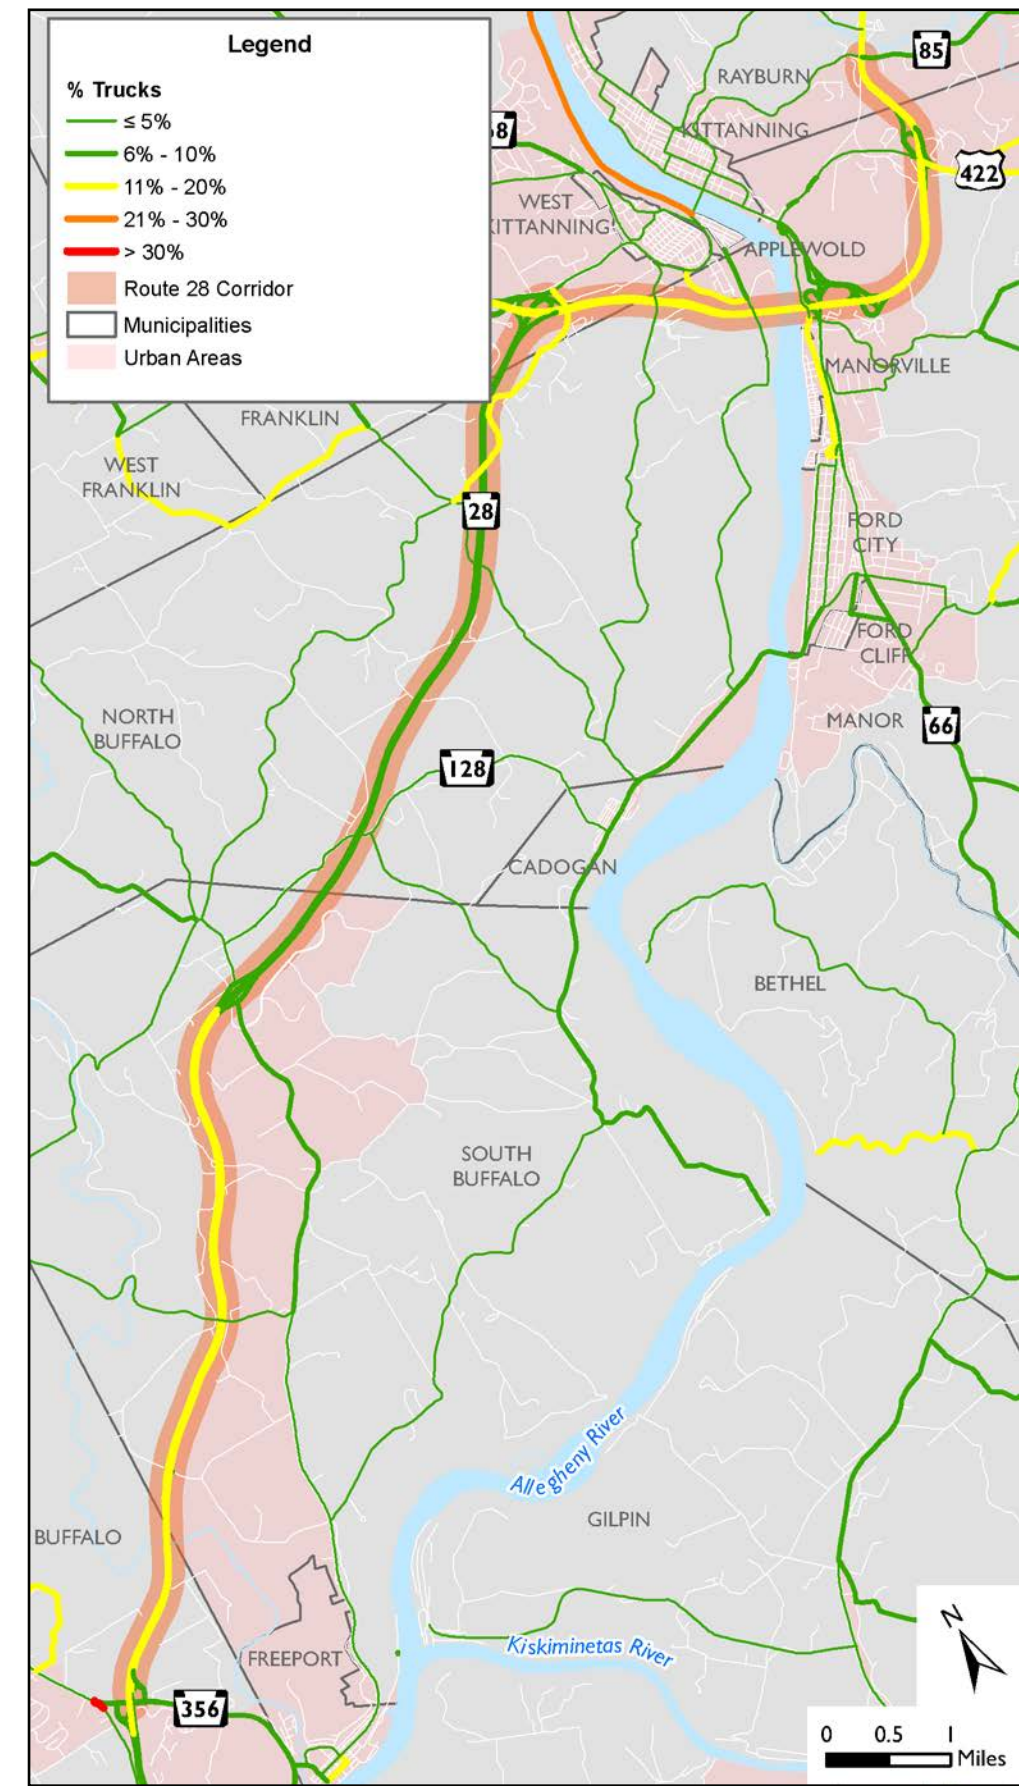 Legend
% Trucks
≤ 5%
6% - 10%
11% - 20%
21% - 30%
> 30%
Route 28 Corridor
Municipalities
Urban Areas
85
RAYBURN
KITTANNING
422
WEST
KITTANNING
APPLEWOLD
MANORVILLE
FRANKLIN
WEST
FRANKLIN
28
FORD
CITY
FORD
CLIFF
NORTH
BUFFALO
MANOR
66
128
CADOGAN
BETHEL
SOUTH
BUFFALO
Allegheny River
GILPIN
BUFFALO
N
Kiskiminetas River
FREEPORT
356
0 0.5 1
Miles